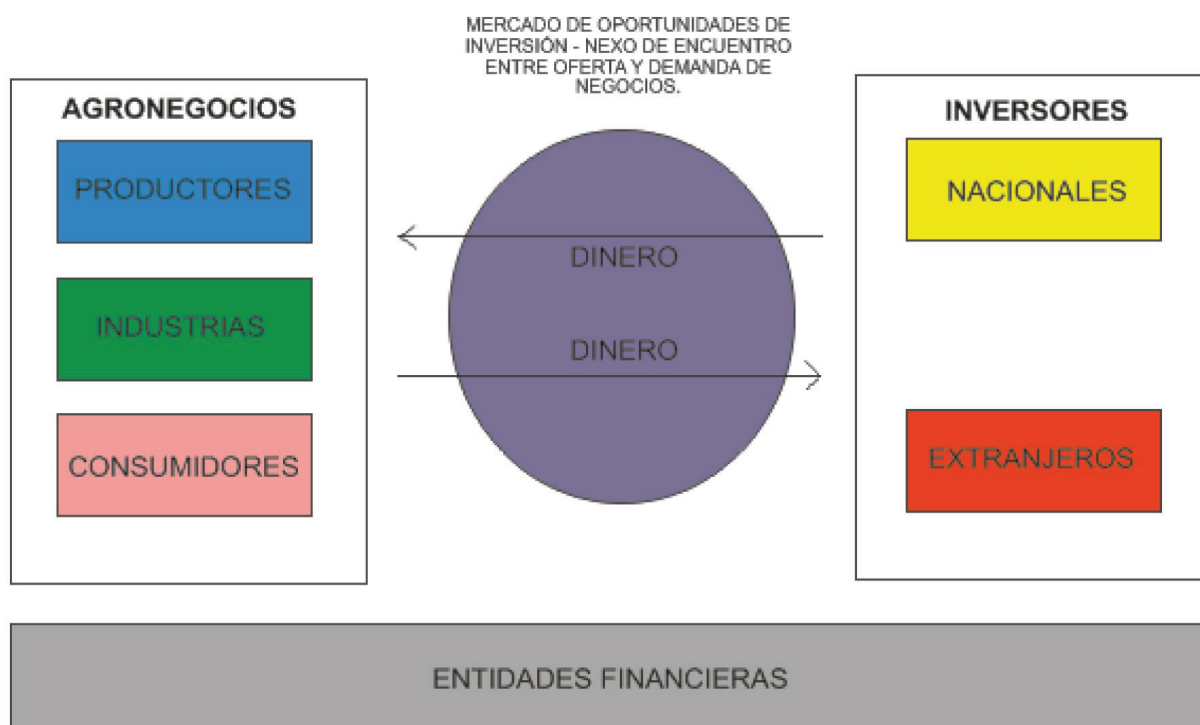 MERCADO DE OPORTUNIDADES DE
INVERSIÓN - NEXO DE ENCUENTRO
ENTRE OFERTA Y DEMANDA DE
NEGOCIOS.
AGRONEGOCIOS
PRODUCTORES
INDUSTRIAS
CONSUMIDORES
DINERO
DINERO
INVERSORES
NACIONALES
EXTRANJEROS
ENTIDADES FINANCIERAS